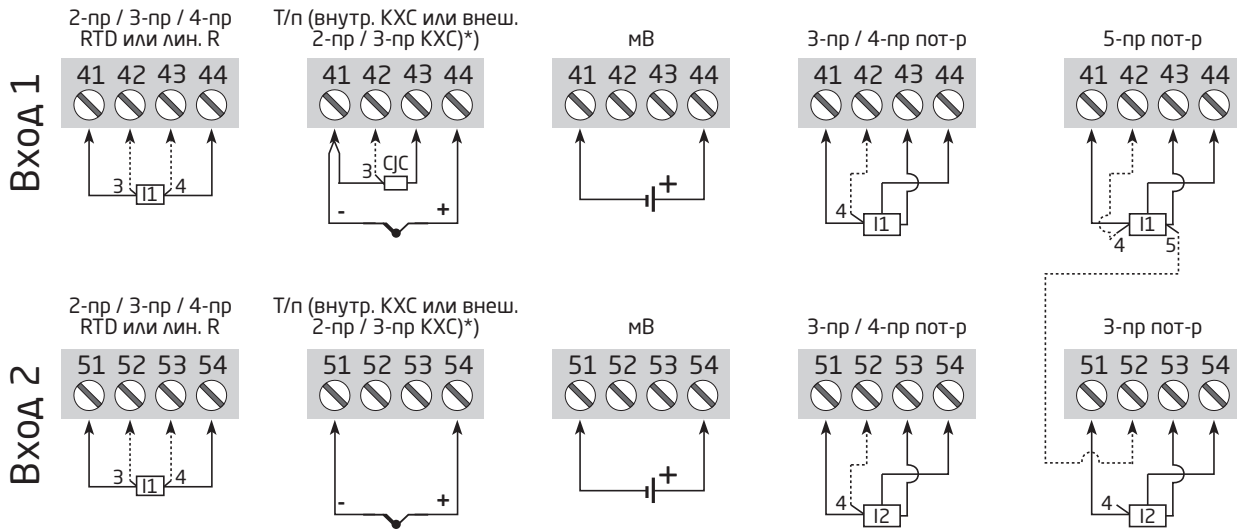 Вход 1
2-пр / 3-пр / 4-пр
RTD или лин. R
41 42 43 44
3 I1 4
Т/п (внутр. КХС или внеш.
2-пр / 3-пр КХС)*)
41 42 43 44
3 CJC
- +
мВ
41 42 43 44
+
3-пр / 4-пр пот-р
41 42 43 44
4 I1
5-пр пот-р
41 42 43 44
I1
4 5
Вход 2
2-пр / 3-пр / 4-пр
RTD или лин. R
51 52 53 54
3 I1 4
Т/п (внутр. КХС или внеш.
2-пр / 3-пр КХС)*)
51 52 53 54
- +
мВ
51 52 53 54
+
3-пр / 4-пр пот-р
51 52 53 54
4 I2
3-пр пот-р
51 52 53 54
4 I2